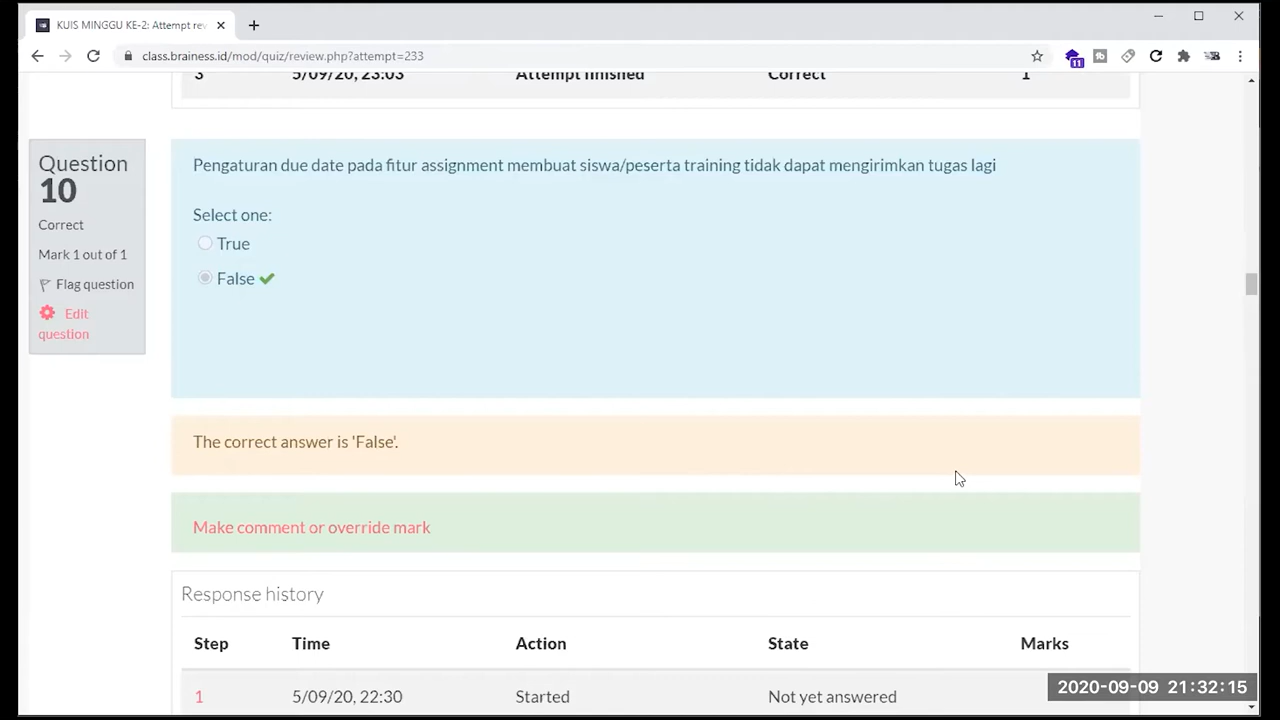 KUIS MINGGU KE-2: Attempt rev
class.brainess.id/mod/quiz/review.php?attempt=233
11
3 5/09/20, 23:03 Attempt finished Correct 1
Question
10
Correct
Mark 1 out of 1
Flag question
Edit
question
Pengaturan due date pada fitur assignment membuat siswa/peserta training tidak dapat mengirimkan tugas lagi
Select one:
True
False
The correct answer is 'False'.
Make comment or override mark
Response history
Step Time Action State Marks
1 5/09/20, 22:30 Started Not yet answered
2020-09-09 21:32:15